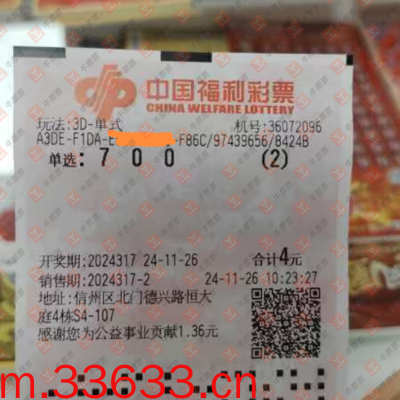 中国福利彩票
CHINA WELFARE LOTTERY
玩法:3D-单式 机号:36072096
A3DE-F1DA-E -F86C/97439656/8424B
单选: 7 0 0 (2)
开奖期:2024317 24-11-26 合计4元
销售期:2024317-2 24-11-26 10:23:27
地址:信州区北门德兴路恒大
庭4栋S4-107
感谢您为公益事业贡献1.36元
m.33633.cn